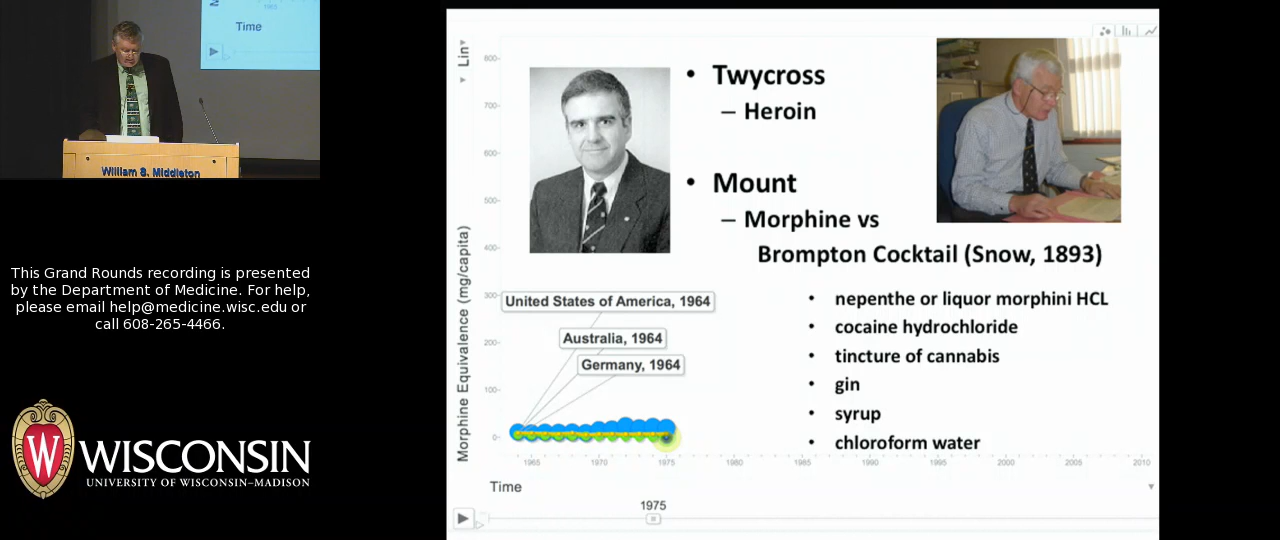 Time
William S. Middleton
This Grand Rounds recording is presented
by the Department of Medicine. For help,
please email help@medicine.wisc.edu or
call 608-265-4466.
W
WISCONSIN
UNIVERSITY OF WISCONSIN–MADISON
Lin
Morphine Equivalence (mg/capita)
800
700
600
500
400
300
200
100
0
• Twycross
– Heroin
• Mount
– Morphine vs
Brompton Cocktail (Snow, 1893)
• nepenthe or liquor morphini HCL
• cocaine hydrochloride
• tincture of cannabis
• gin
• syrup
• chloroform water
United States of America, 1964
Australia, 1964
Germany, 1964
1965 1970 1975 1980 1985 1990 1995 2000 2005 2010
Time
1975